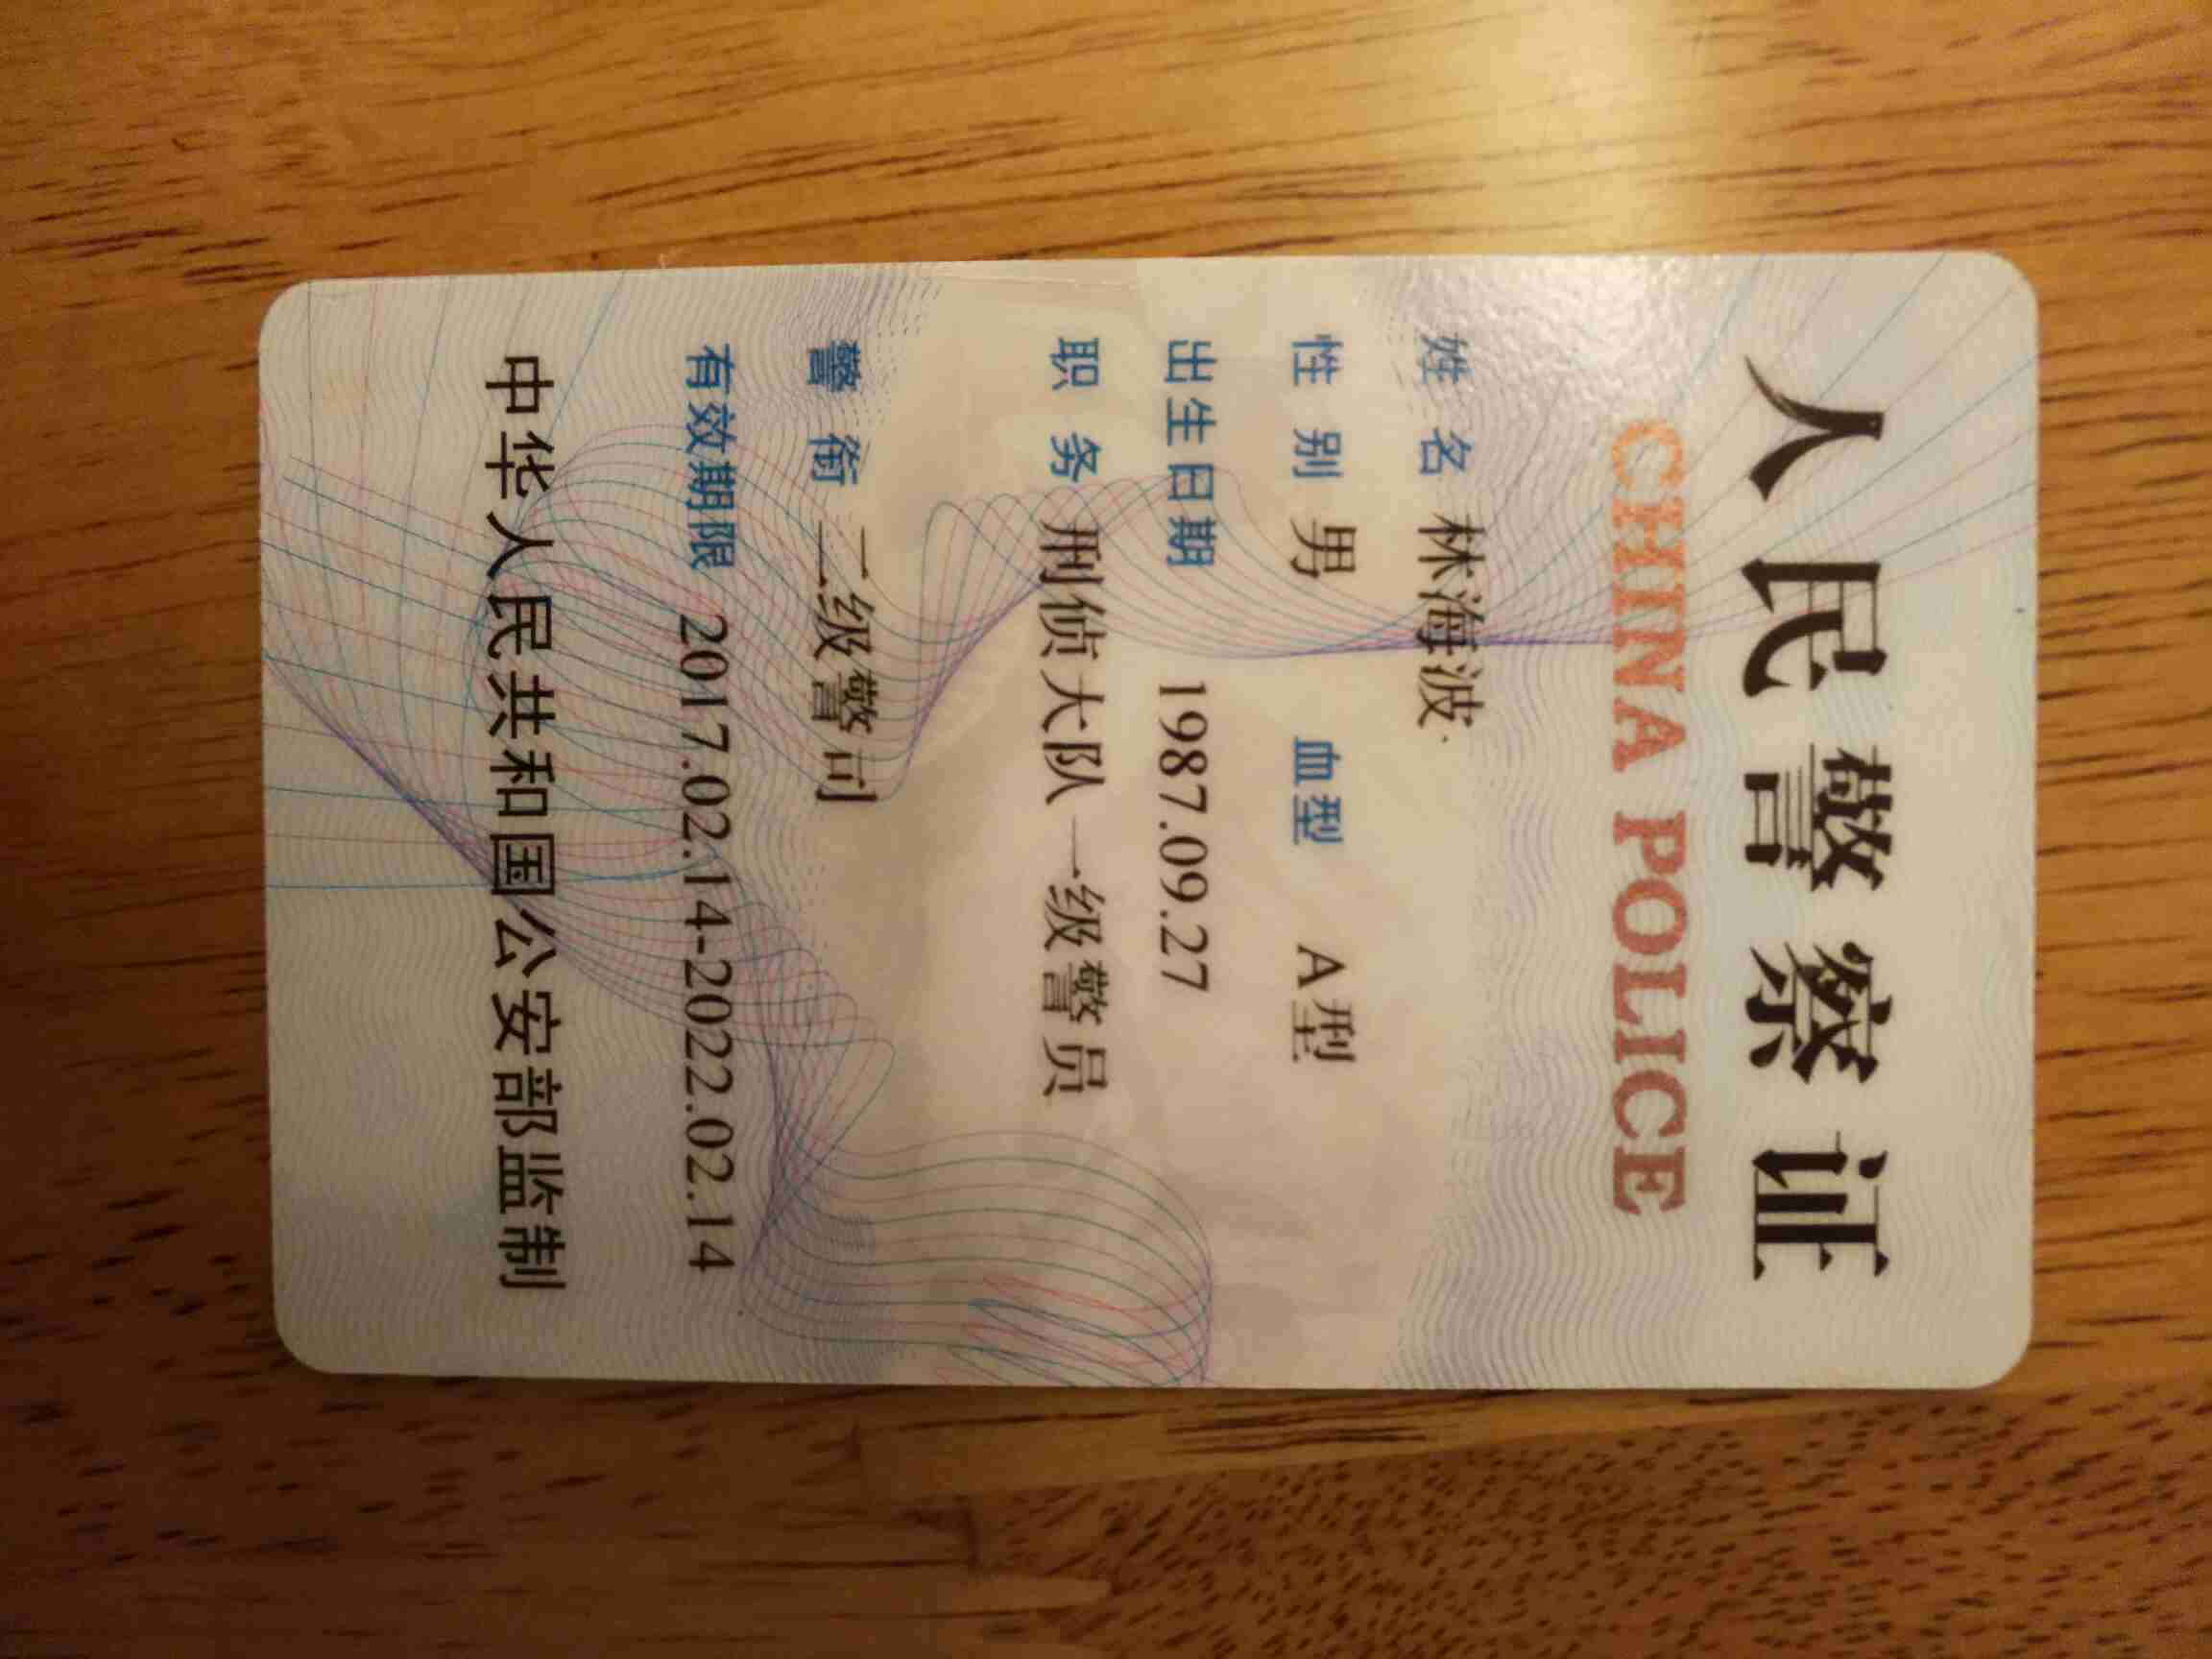 人民警察证
CHINA POLICE
姓名 林海波
性别 男 血型 A型
出生日期 1987.09.27
职务 刑侦大队一级警员
警衔 二级警司
有效期限 2017.02.14-2022.02.14
中华人民共和国公安部监制